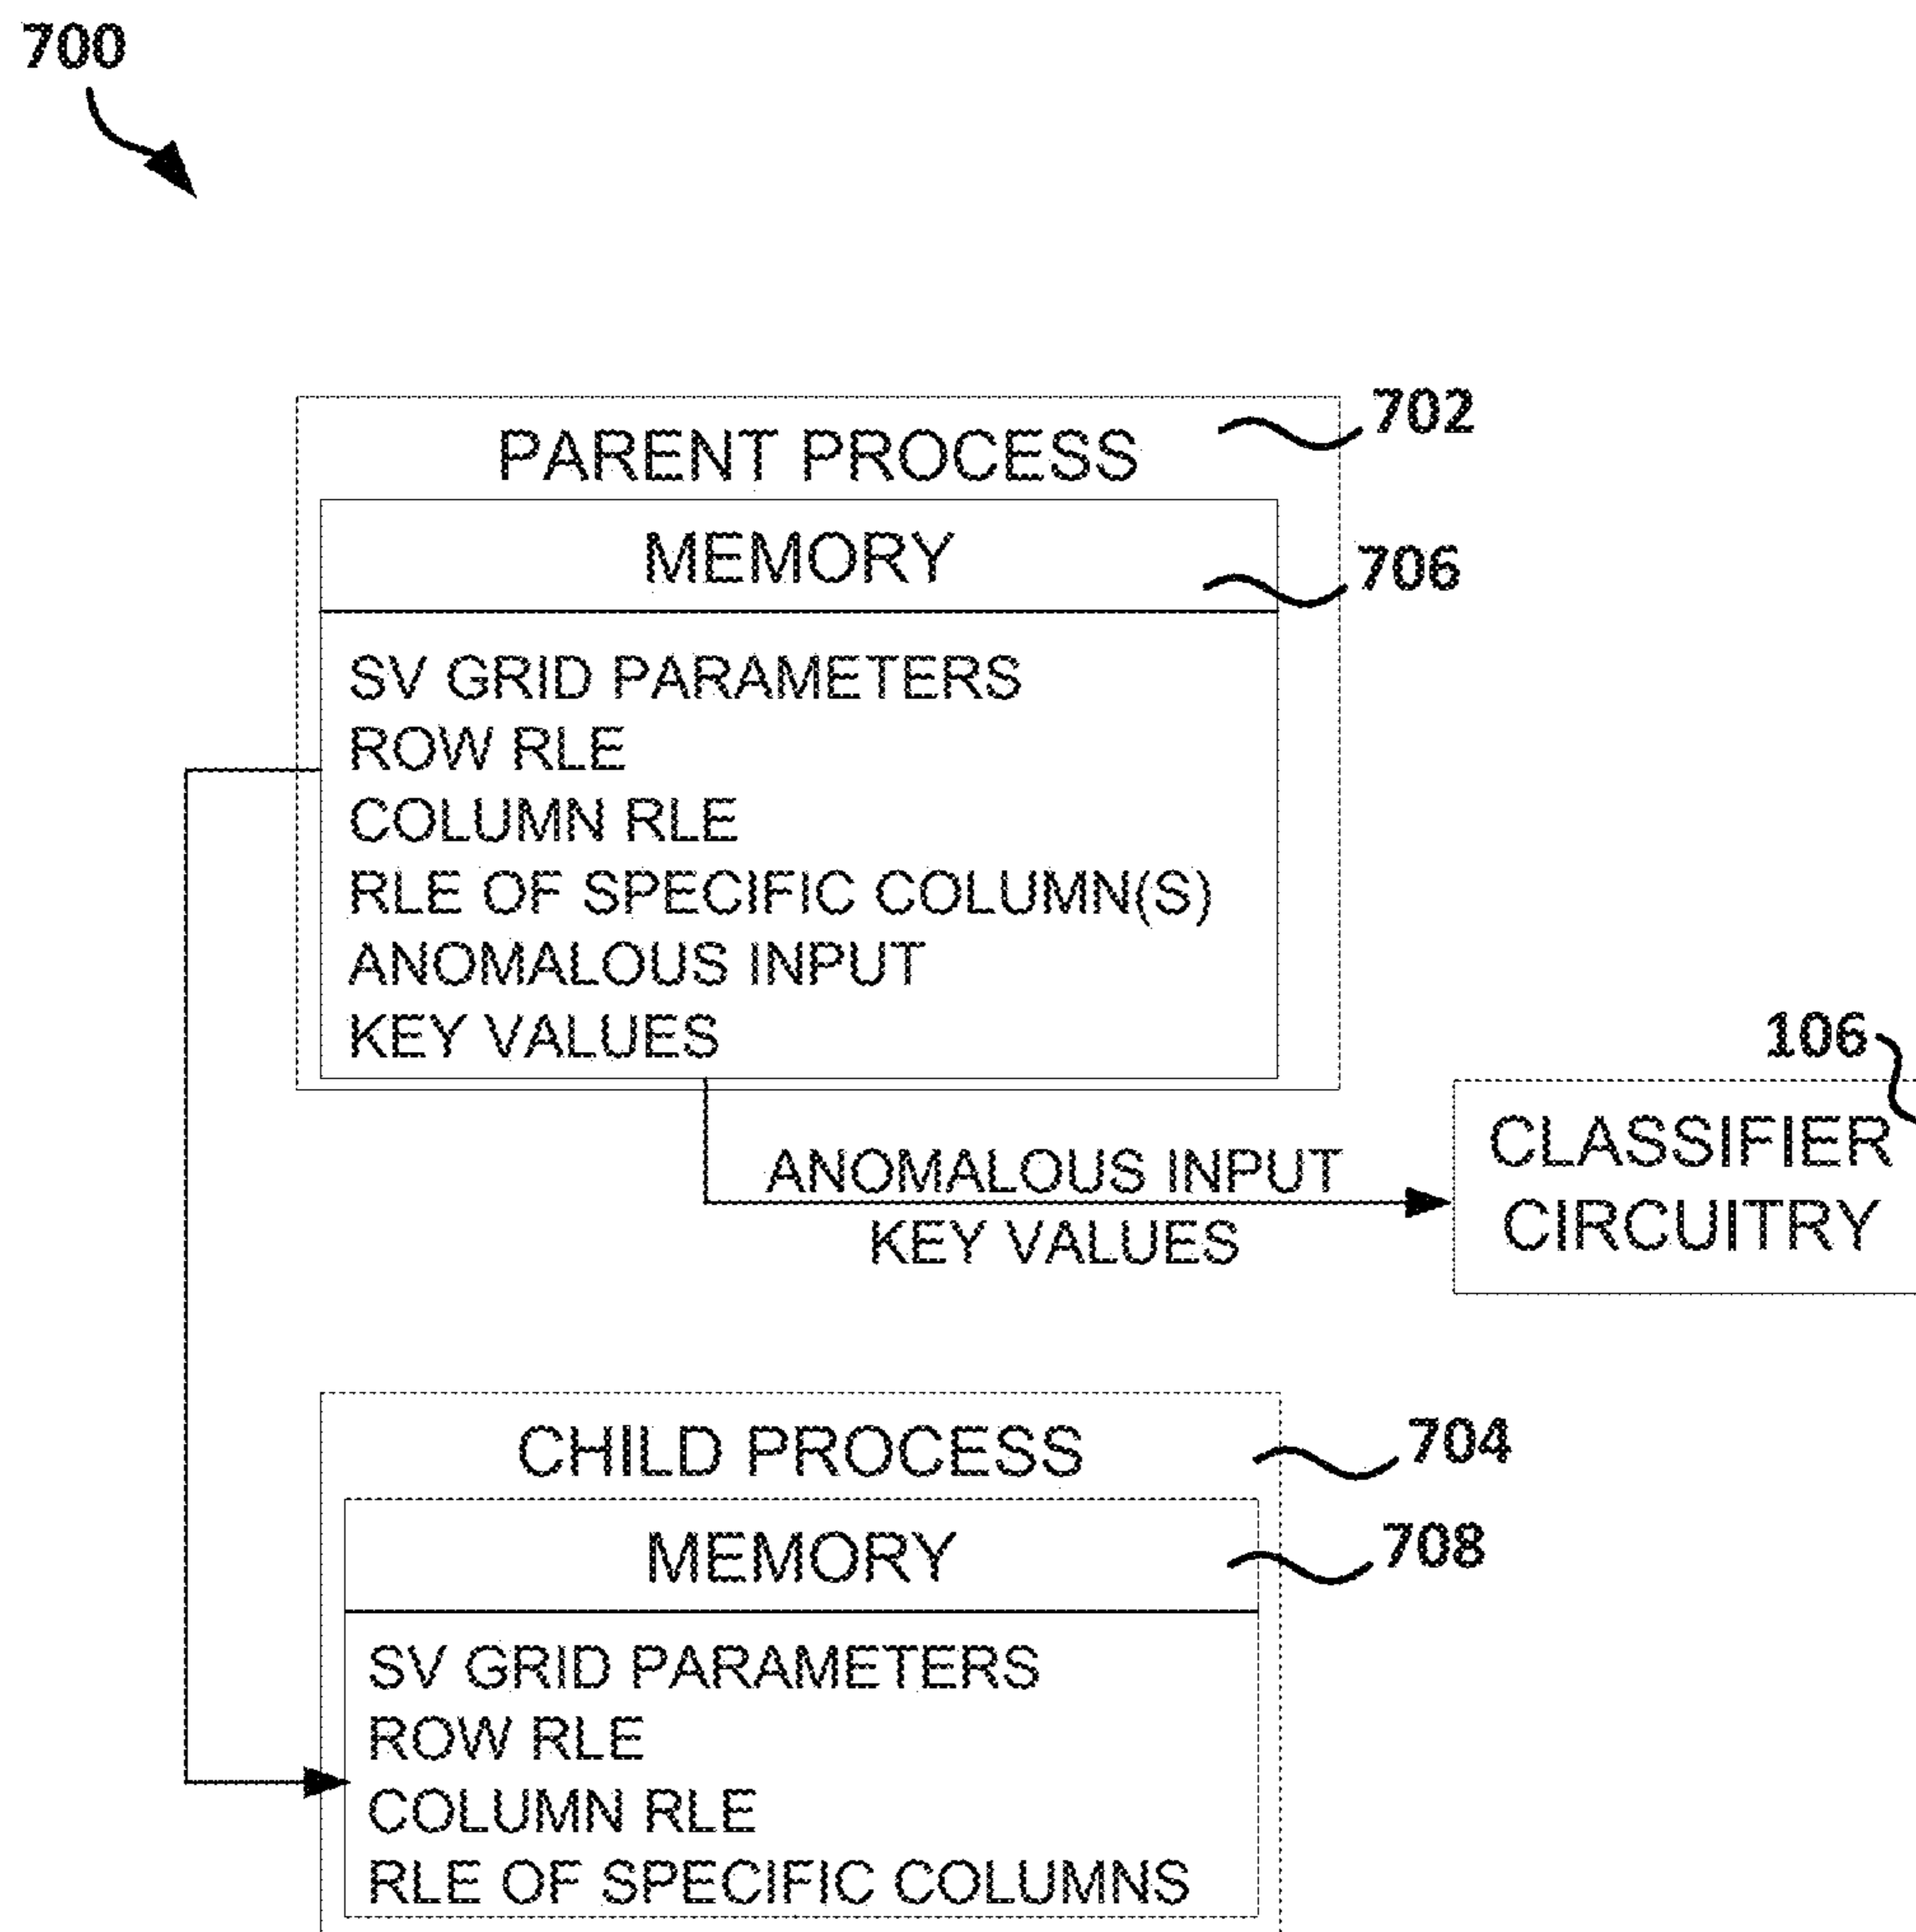 700
PARENT PROCESS
702
MEMORY
706
SV GRID PARAMETERS
ROW RLE
COLUMN RLE
RLE OF SPECIFIC COLUMN(S)
ANOMALOUS INPUT
KEY VALUES
106
CLASSIFIER
CIRCUITRY
ANOMALOUS INPUT
KEY VALUES
CHILD PROCESS
704
MEMORY
708
SV GRID PARAMETERS
ROW RLE
COLUMN RLE
RLE OF SPECIFIC COLUMNS